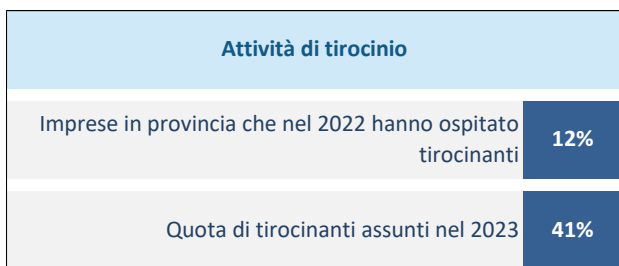 Attività di tirocinio
Imprese in provincia che nel 2022 hanno ospitato
tirocinanti
12%
Quota di tirocinanti assunti nel 2023
41%